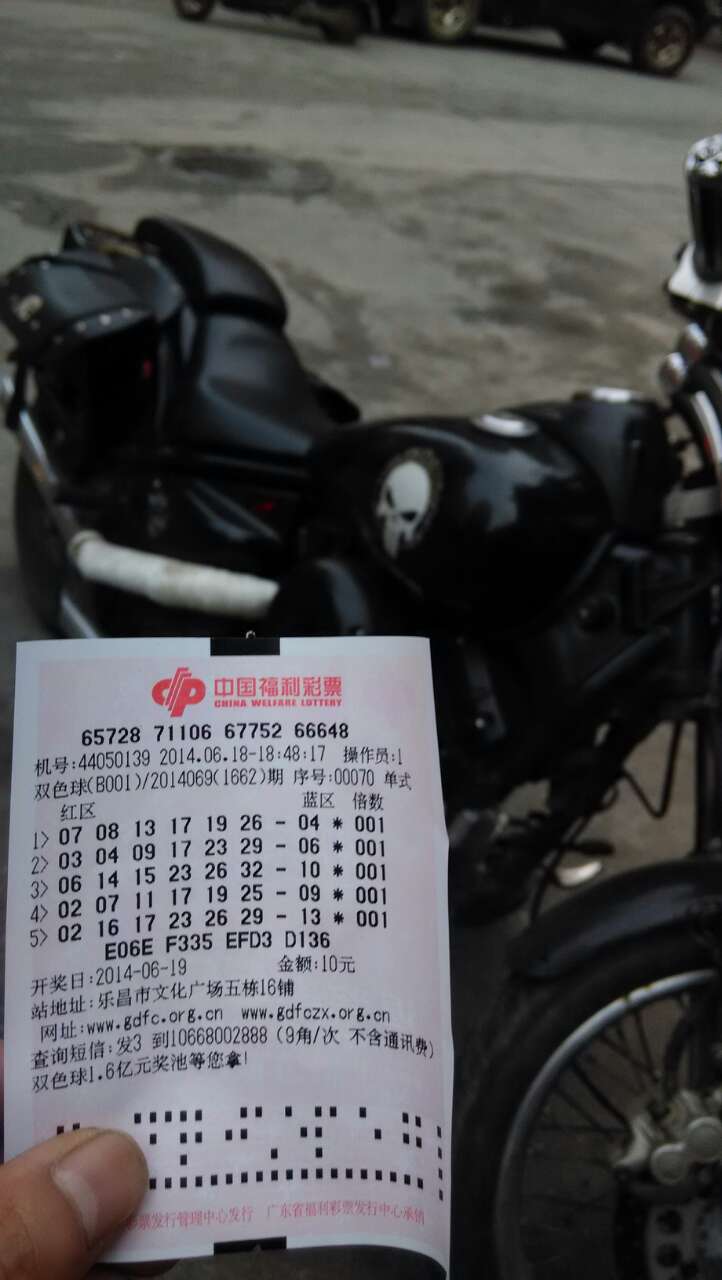 中国福利彩票
CHINA WELFARE LOTTERY
65728 71106 67752 66648
机号:44050139 2014.06.18-18:48:17 操作员:1
双色球(B001)/2014069(1662)期 序号:00070 单式
红区 蓝区 倍数
1> 07 08 13 17 19 26 - 04 * 001
2> 03 04 09 17 23 29 - 06 * 001
3> 06 14 15 23 26 32 - 10 * 001
4> 02 07 11 17 19 25 - 09 * 001
5> 02 16 17 23 26 29 - 13 * 001
E06E F335 EFD3 D136
开奖日:2014-06-19 金额:10元
站地址:乐昌市文化广场五栋16铺
网址:www.gdfc.org.cn www.gdfczx.org.cn
查询短信:发3 到10668002888 (9角/次 不含通讯费)
双色球1.6亿元奖池等您拿!
彩票发行管理中心发行 广东省福利彩票发行中心承销